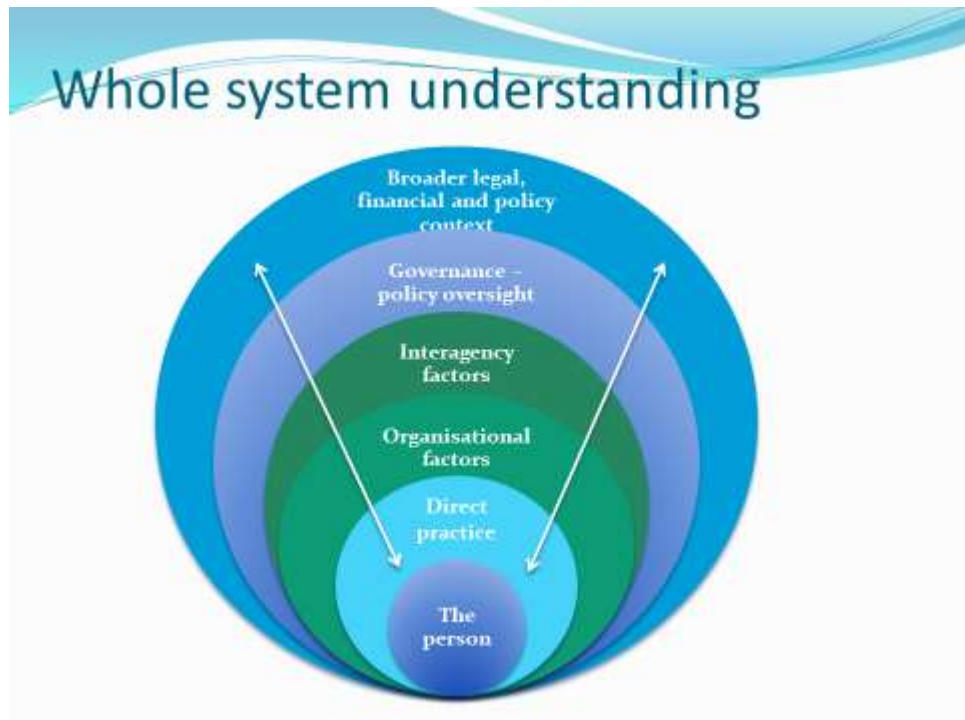 Whole system understanding
Broader legal,
financial and policy
context
Governance –
policy oversight
Interagency
factors
Organisational
factors
Direct
practice
The
person